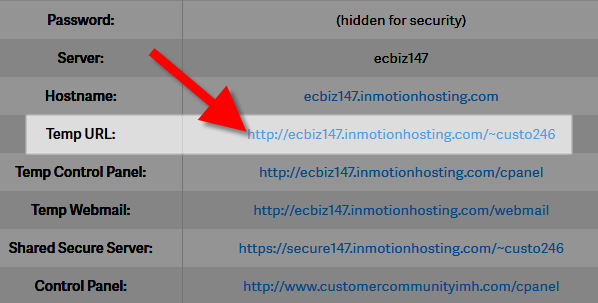 Password: (hidden for security)
Server: ecbiz147
Hostname: ecbiz147.inmotionhosting.com
Temp URL: http://ecbiz147.inmotionhosting.com/~custo246
Temp Control Panel: http://ecbiz147.inmotionhosting.com/cpanel
Temp Webmail: http://ecbiz147.inmotionhosting.com/webmail
Shared Secure Server: https://secure147.inmotionhosting.com/~custo246
Control Panel: http://www.customercommunityimh.com/cpanel